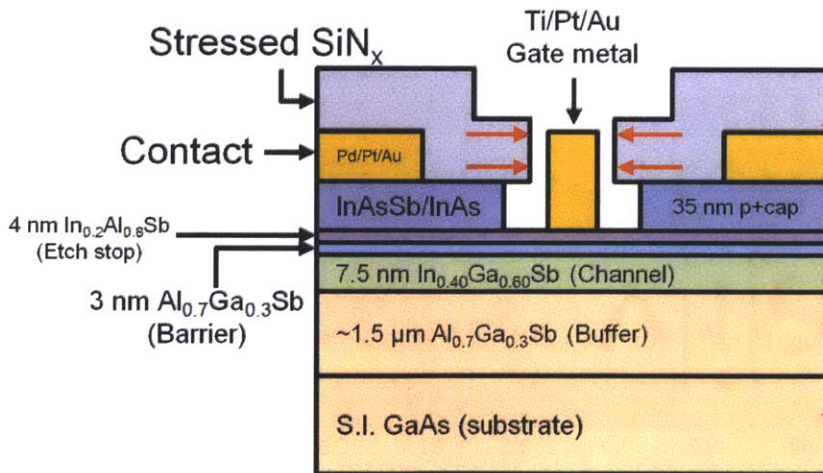 Ti/Pt/Au
Gate metal
Stressed SiNₓ
Contact
Pd/Pt/Au
InAsSb/InAs
35 nm p+cap
4 nm In₀.₂Al₀.₈Sb
(Etch stop)
7.5 nm In₀.₄₀Ga₀.₆₀Sb (Channel)
3 nm Al₀.₇Ga₀.₃Sb
(Barrier)
~1.5 µm Al₀.₇Ga₀.₃Sb (Buffer)
S.I. GaAs (substrate)